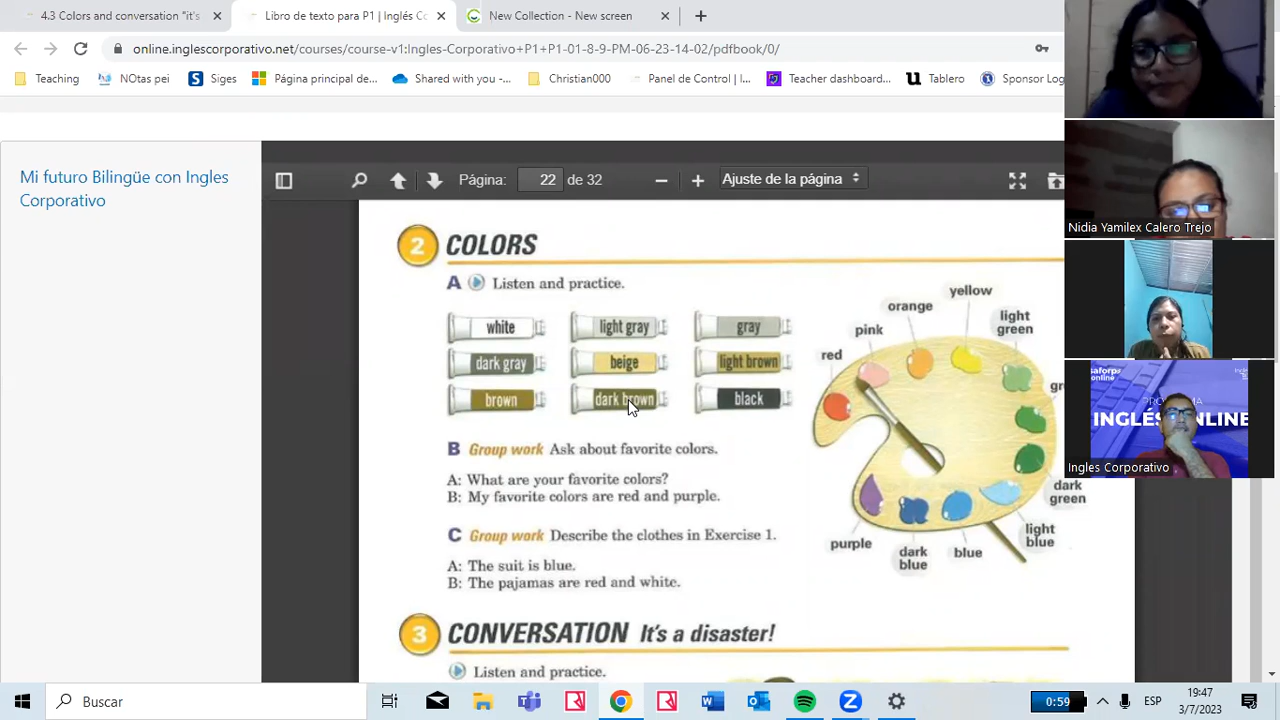 4.3 Colors and conversation "it's
Libro de texto para P1 | Inglés C
New Collection - New screen
online.inglescorporativo.net/courses/course-v1:Ingles-Corporativo+P1+P1-01-8-9-PM-06-23-14-02/pdfbook/0/
Teaching
NOtas pei
Siges
Página principal de...
Shared with you -...
Christian000
Panel de Control | I...
Teacher dashboard...
Tablero
Sponsor Log
Mi futuro Bilingüe con Ingles
Corporativo
Página:
22
de 32
Ajuste de la página
2 COLORS
A Listen and practice.
white
light gray
gray
dark gray
beige
light brown
brown
dark brown
black
yellow
orange
light
green
pink
red
dark
green
light
blue
blue
dark
blue
purple
B Group work Ask about favorite colors.
A: What are your favorite colors?
B: My favorite colors are red and purple.
C Group work Describe the clothes in Exercise 1.
A: The suit is blue.
B: The pajamas are red and white.
3 CONVERSATION It's a disaster!
Listen and practice.
Nidia Yamilex Calero Trejo
INGLÉS ONLINE
Ingles Corporativo
Buscar
0:59
ESP
19:47
3/7/2023